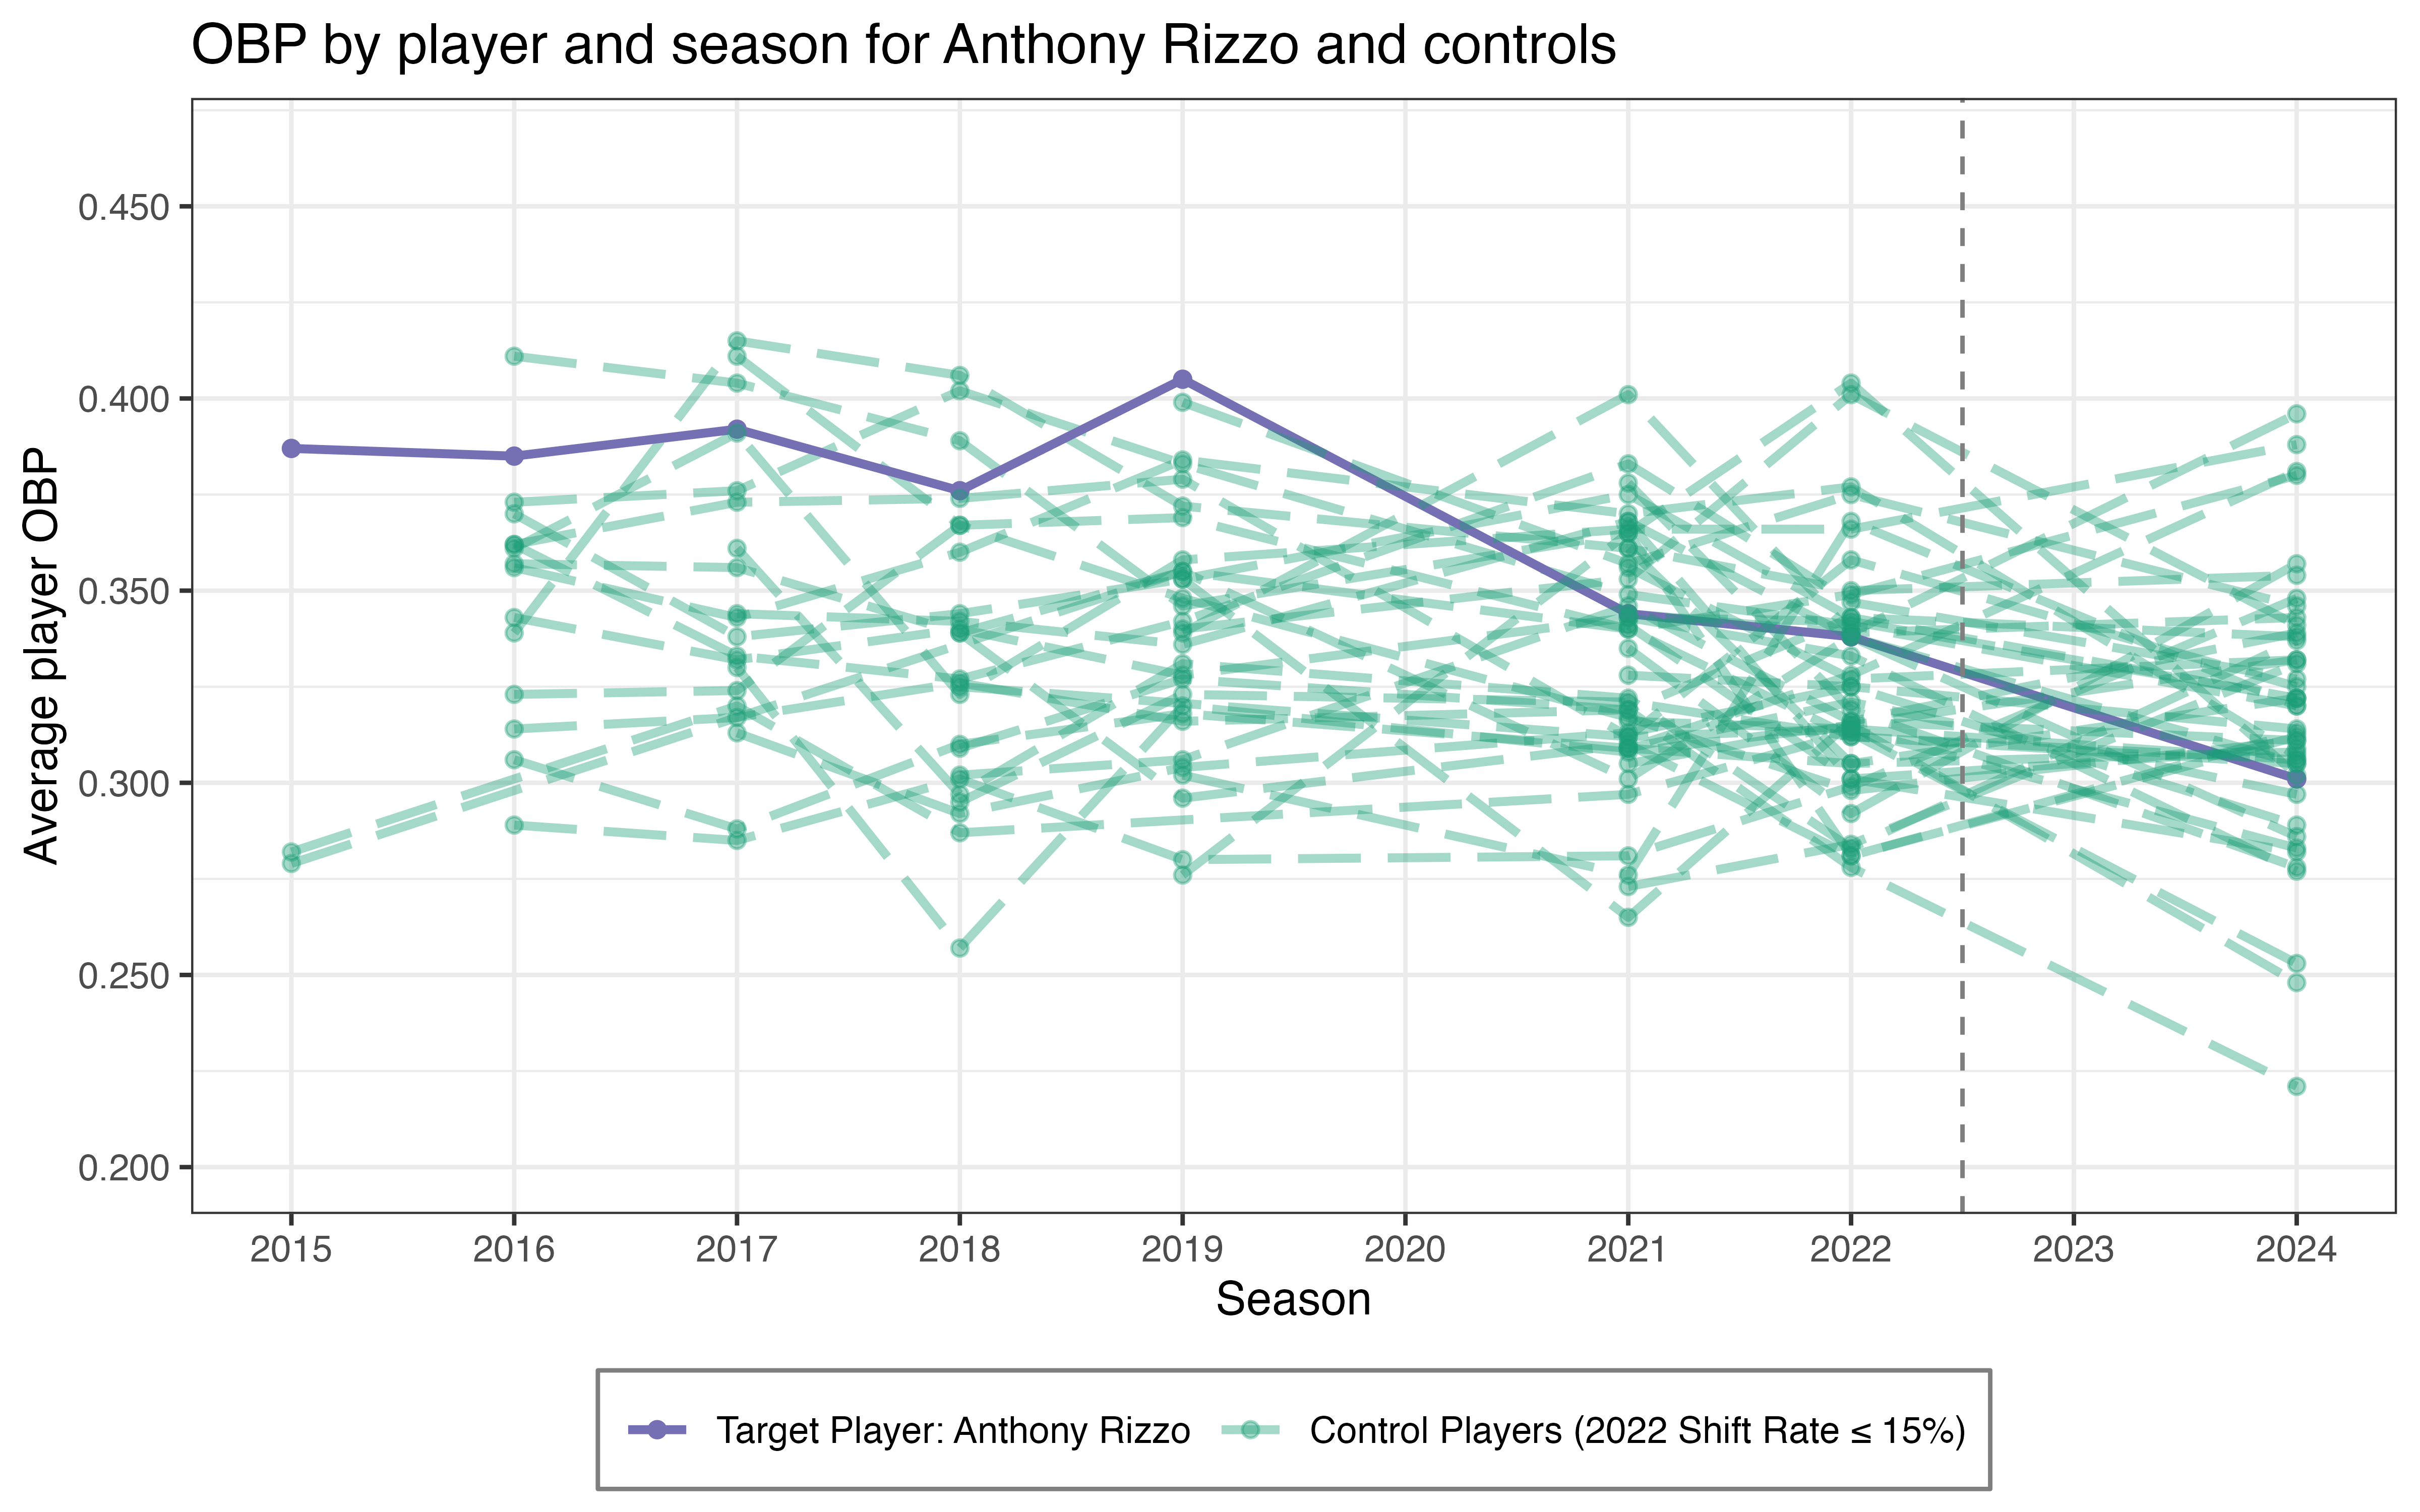 OBP by player and season for Anthony Rizzo and controls
Average player OBP
0.450
0.400
0.350
0.300
0.250
0.200
2015 2016 2017 2018 2019 2020 2021 2022 2023 2024
Season
Target Player: Anthony Rizzo Control Players (2022 Shift Rate ≤ 15%)